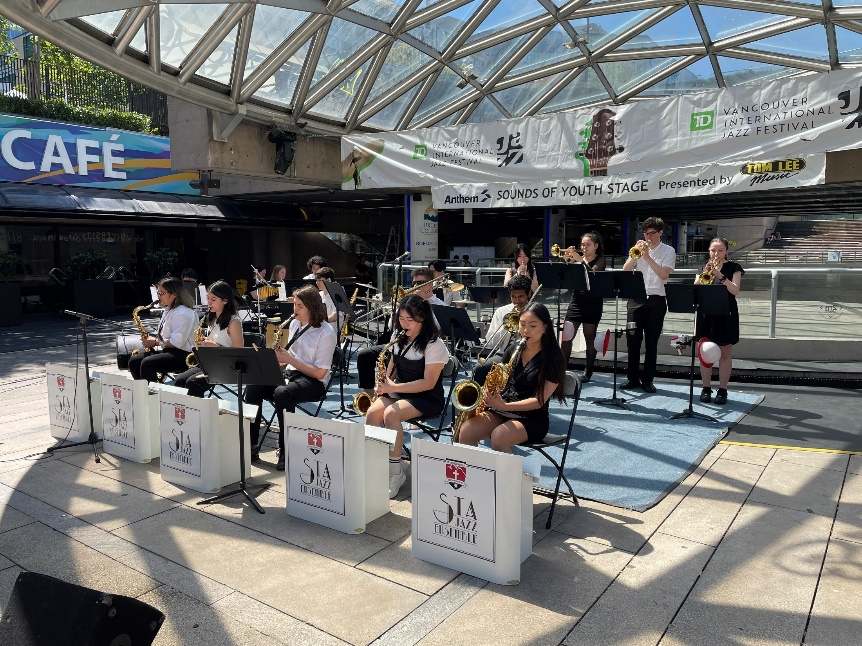 CAFÉ
TD
VANCOUVER
INTERNATIONAL
JAZZ FESTIVAL
TD
VANCOUVER
INTERNATIONAL
JAZZ FESTIVAL
Anthem SOUNDS OF YOUTH STAGE Presented by TOM LEE
Music
STA
JAZZ
ENSEMBLE
STA
JAZZ
ENSEMBLE
STA
JAZZ
ENSEMBLE
STA
JAZZ
ENSEMBLE
STA
JAZZ
ENSEMBLE